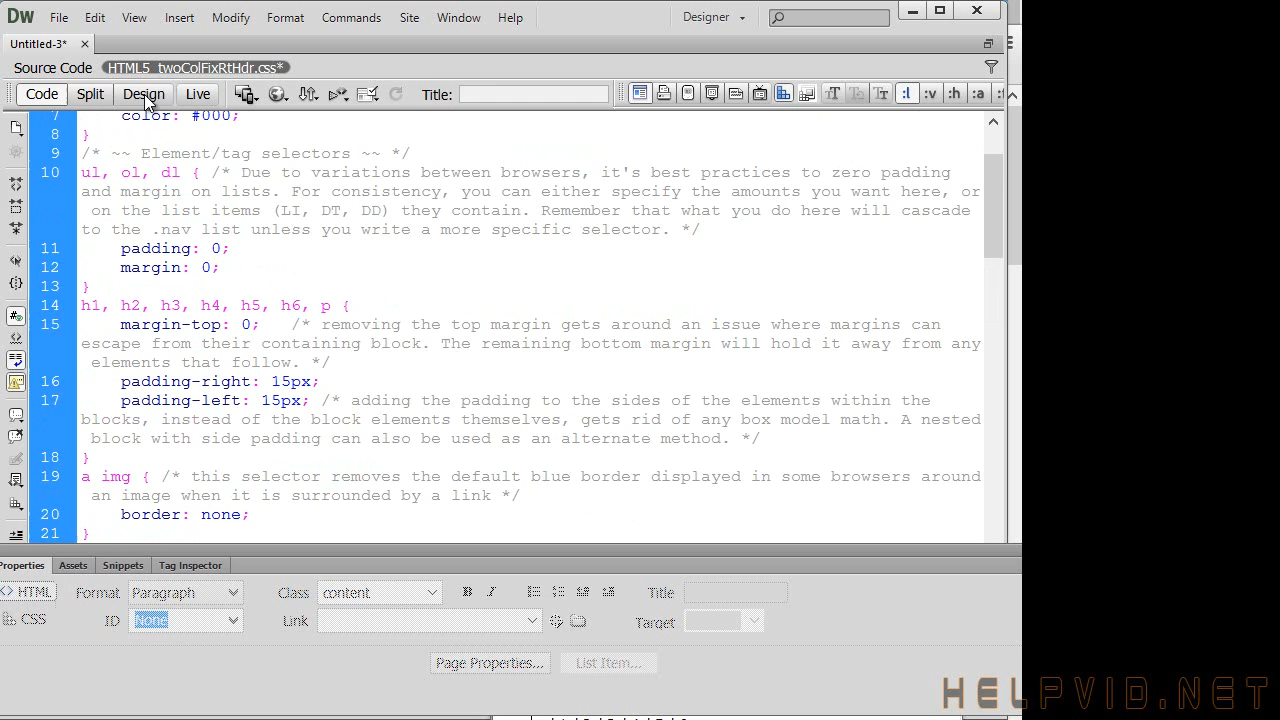 Dw File Edit View Insert Modify Format Commands Site Window Help Designer
Untitled-3* ×
Source Code HTML5_twoColFixRtHdr.css*
Code Split Design Live Title:
7 color: #000;
8 }
9 /* ~~ Element/tag selectors ~~ */
10 ul, ol, dl { /* Due to variations between browsers, it's best practices to zero padding
and margin on lists. For consistency, you can either specify the amounts you want here, or
on the list items (LI, DT, DD) they contain. Remember that what you do here will cascade
to the .nav list unless you write a more specific selector. */
11 padding: 0;
12 margin: 0;
13 }
14 h1, h2, h3, h4, h5, h6, p {
15 margin-top: 0; /* removing the top margin gets around an issue where margins can
escape from their containing block. The remaining bottom margin will hold it away from any
elements that follow. */
16 padding-right: 15px;
17 padding-left: 15px; /* adding the padding to the sides of the elements within the
blocks, instead of the block elements themselves, gets rid of any box model math. A nested
block with side padding can also be used as an alternate method. */
18 }
19 a img { /* this selector removes the default blue border displayed in some browsers around
an image when it is surrounded by a link */
20 border: none;
21 }
Properties Assets Snippets Tag Inspector
<> HTML Format Paragraph Class content B I Title
CSS ID None Link Target
Page Properties... List Item...
HELPVID.NET